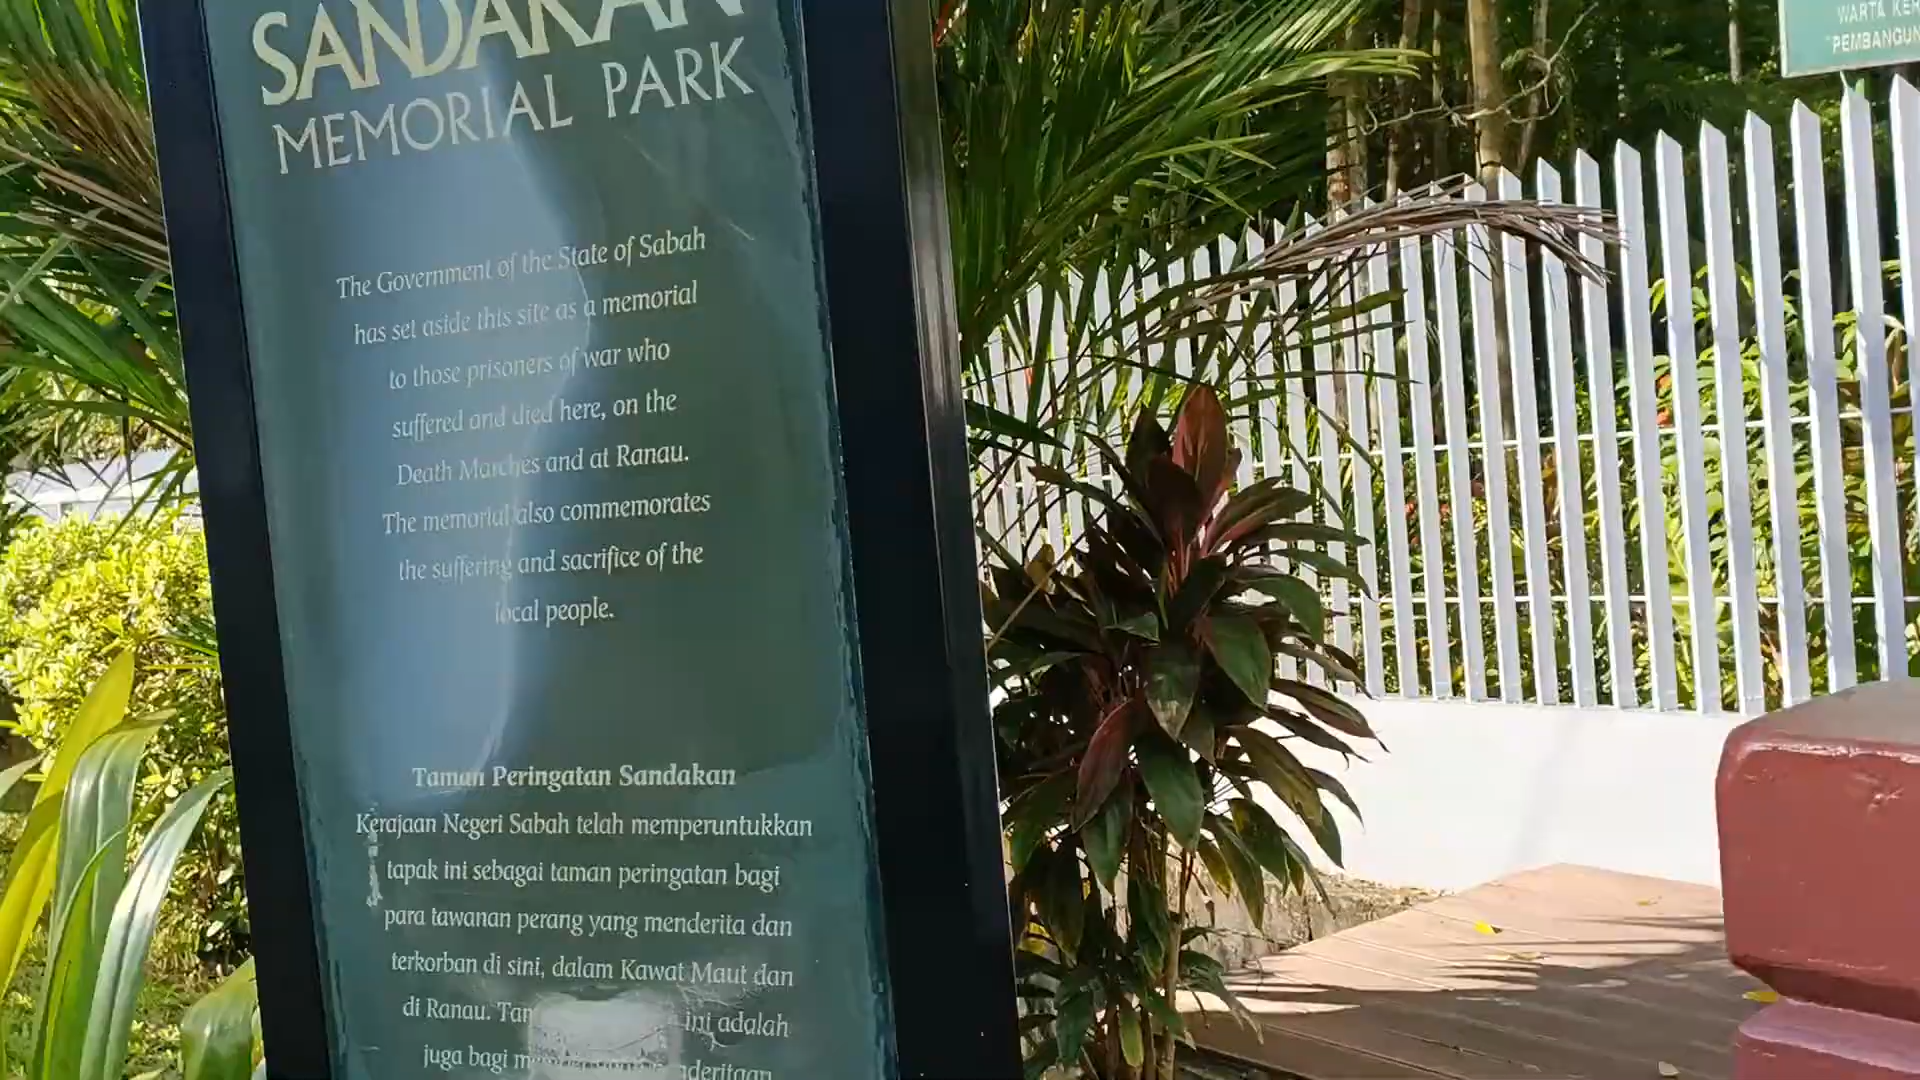 SANDAKAN
MEMORIAL PARK
The Government of the State of Sabah
has set aside this site as a memorial
to those prisoners of war who
suffered and died here, on the
Death Marches and at Ranau.
The memorial also commemorates
the suffering and sacrifice of the
local people.
Taman Peringatan Sandakan
Kerajaan Negeri Sabah telah memperuntukkan
tapak ini sebagai taman peringatan bagi
para tawanan perang yang menderita dan
terkorban di sini, dalam Kawat Maut dan
di Ranau. ini adalah
juga bagi
WARTA